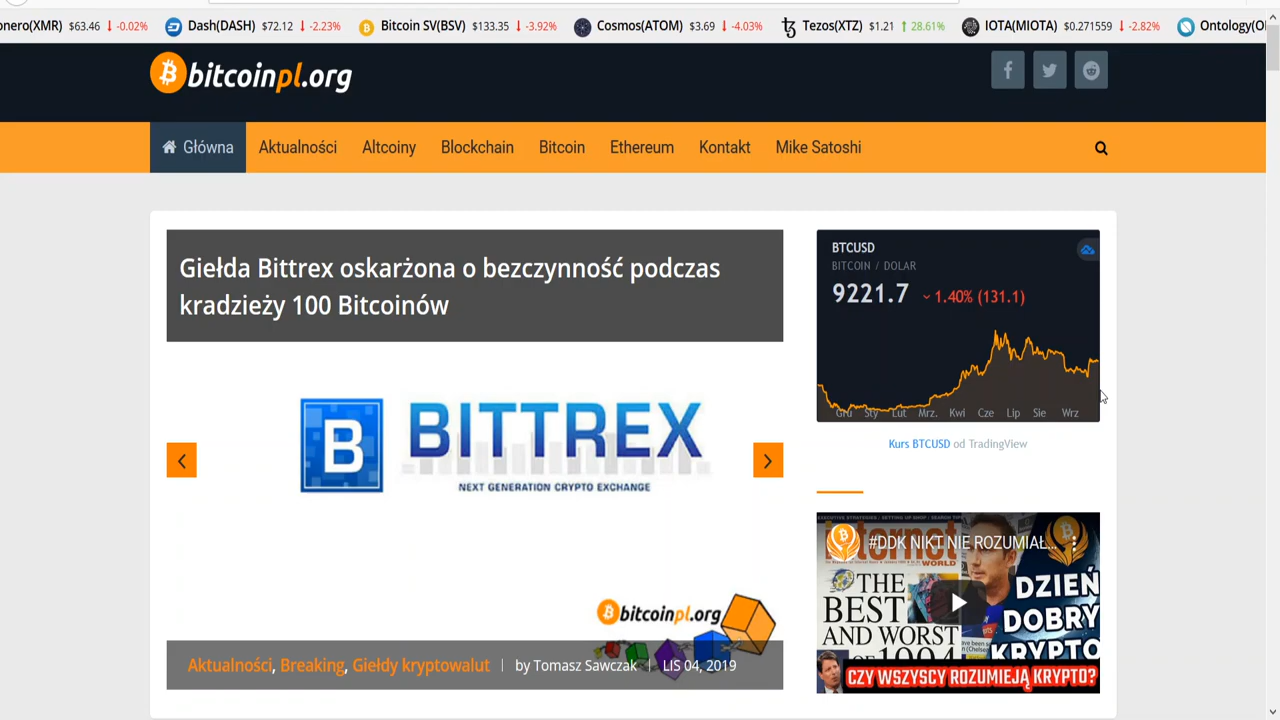 onero(XMR) $63.46 ↓ -0.02% Dash(DASH) $72.12 ↓ -2.23% Bitcoin SV(BSV) $133.35 ↓ -3.92% Cosmos(ATOM) $3.69 ↓ -4.03% Tezos(XTZ) $1.21 ↑ 28.61% IOTA(MIOTA) $0.271559 ↓ -2.82% Ontology(O
bitcoinpl.org
Główna Aktualności Altcoiny Blockchain Bitcoin Ethereum Kontakt Mike Satoshi
Giełda Bittrex oskarżona o bezczynność podczas
kradzieży 100 Bitcoinów
B BITTREX
NEXT GENERATION CRYPTO EXCHANGE
bitcoinpl.org
Aktualności, Breaking, Giełdy kryptowalut | by Tomasz Sawczak | LIS 04, 2019
BTCUSD
BITCOIN / DOLAR
9221.7 1.40% (131.1)
Gru Sty Lut Mrz. Kwi Cze Lip Sie Wrz
Kurs BTCUSD od TradingView
#DDK NIKT NIE ROZUMIAŁ...
internet
WORLD
THE
BEST
AND WORST
of 1994
DZIEŃ
DOBRY
KRYPTO
CZY WSZYSCY ROZUMIEJĄ KRYPTO?